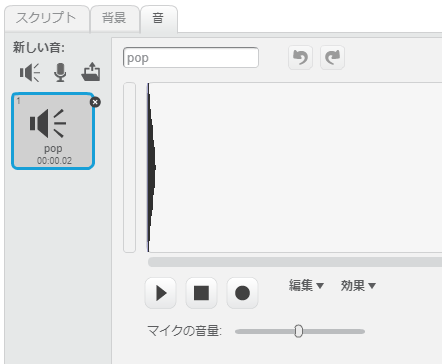 スクリプト 背景 音
新しい音:
pop
1
pop
00:00.02
編集 効果
マイクの音量: